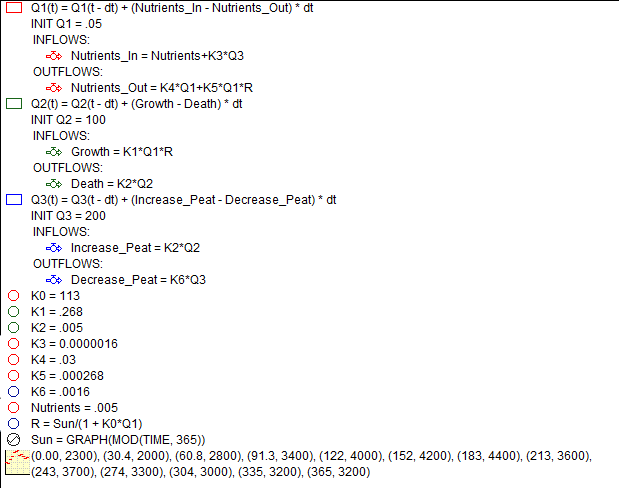 Q1(t) = Q1(t - dt) + (Nutrients_In - Nutrients_Out) * dt
INIT Q1 = .05
INFLOWS:
Nutrients_In = Nutrients+K3*Q3
OUTFLOWS:
Nutrients_Out = K4*Q1+K5*Q1*R
Q2(t) = Q2(t - dt) + (Growth - Death) * dt
INIT Q2 = 100
INFLOWS:
Growth = K1*Q1*R
OUTFLOWS:
Death = K2*Q2
Q3(t) = Q3(t - dt) + (Increase_Peat - Decrease_Peat) * dt
INIT Q3 = 200
INFLOWS:
Increase_Peat = K2*Q2
OUTFLOWS:
Decrease_Peat = K6*Q3
K0 = 113
K1 = .268
K2 = .005
K3 = 0.0000016
K4 = .03
K5 = .000268
K6 = .0016
Nutrients = .005
R = Sun/(1 + K0*Q1)
Sun = GRAPH(MOD(TIME, 365))
(0.00, 2300), (30.4, 2000), (60.8, 2800), (91.3, 3400), (122, 4000), (152, 4200), (183, 4400), (213, 3600),
(243, 3700), (274, 3300), (304, 3000), (335, 3200), (365, 3200)